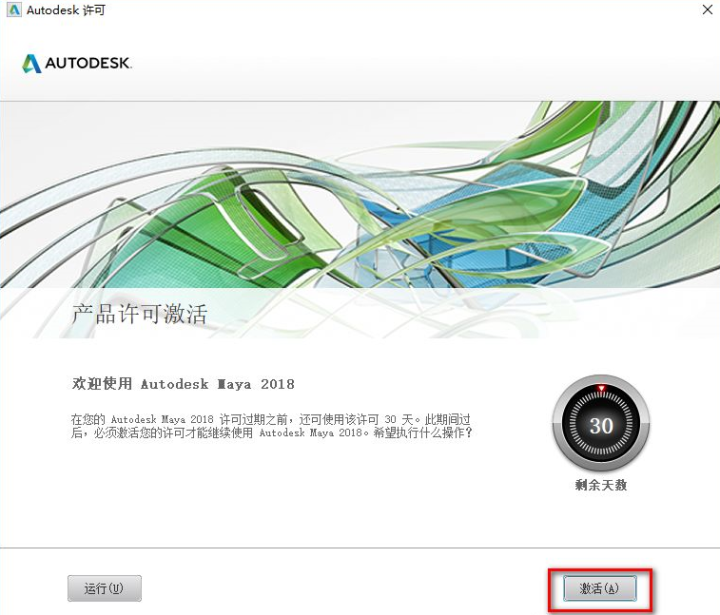 Autodesk 许可
AUTODESK.
产品许可激活
欢迎使用 Autodesk Maya 2018
在您的 Autodesk Maya 2018 许可过期之前，还可使用该许可 30 天。此期间过
后，必须激活您的许可才能继续使用 Autodesk Maya 2018。希望执行什么操作?
30
剩余天数
运行(U)
激活(A)